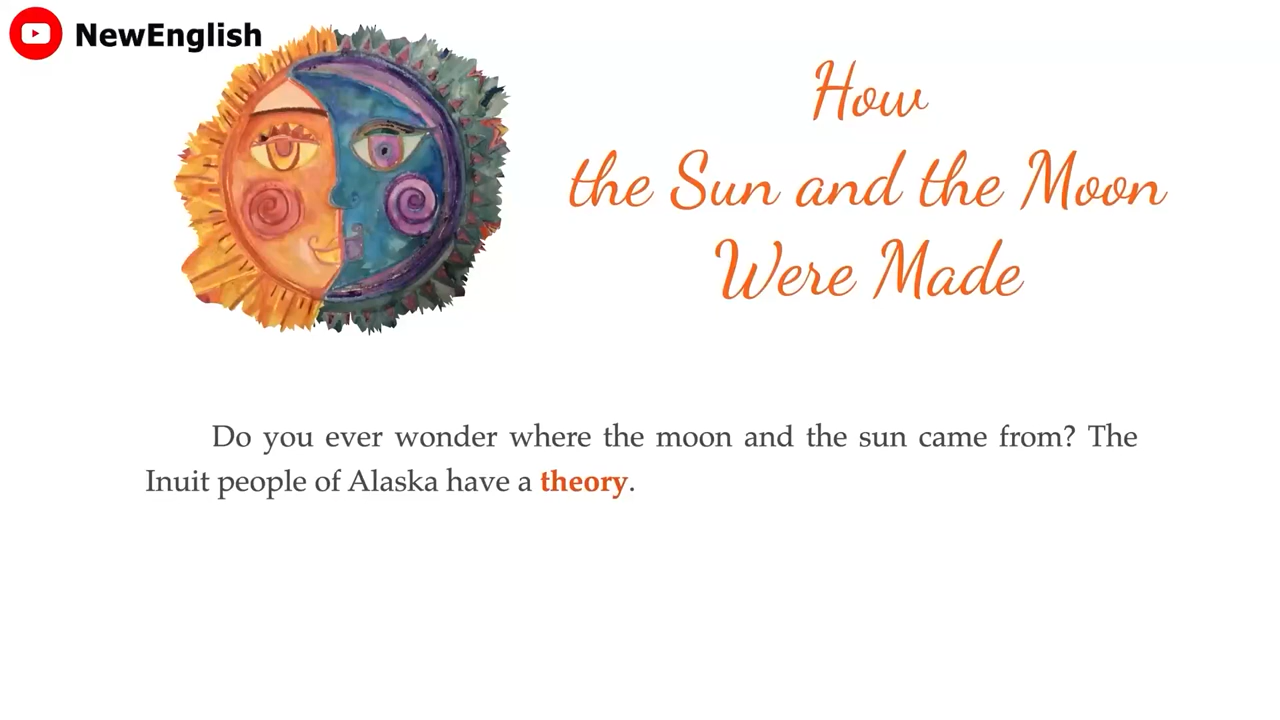 NewEnglish
How
the Sun and the Moon
Were Made
Do you ever wonder where the moon and the sun came from? The
Inuit people of Alaska have a theory.